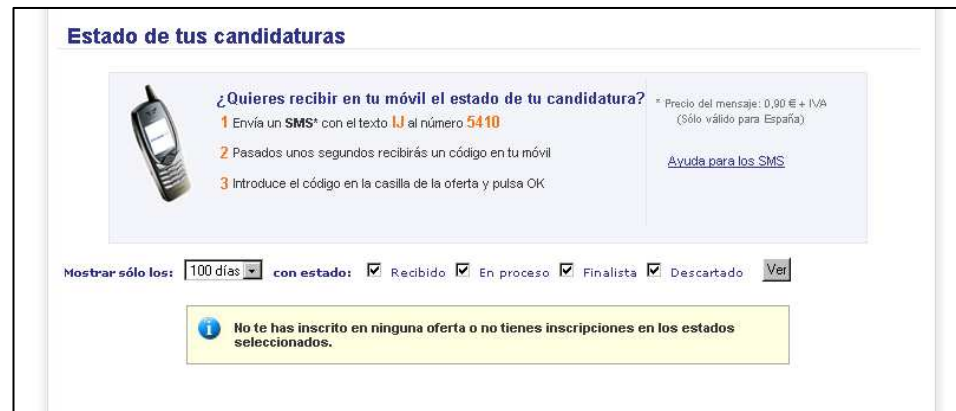 Estado de tus candidaturas
¿Quieres recibir en tu móvil el estado de tu candidatura?
1 Envía un SMS* con el texto IJ al número 5410
2 Pasados unos segundos recibirás un código en tu móvil
3 Introduce el código en la casilla de la oferta y pulsa OK
* Precio del mensaje: 0,90 € + IVA
(Sólo válido para España)
Ayuda para los SMS
Mostrar sólo los: 100 días con estado: Recibido En proceso Finalista Descartado Ver
No te has inscrito en ninguna oferta o no tienes inscripciones en los estados
seleccionados.